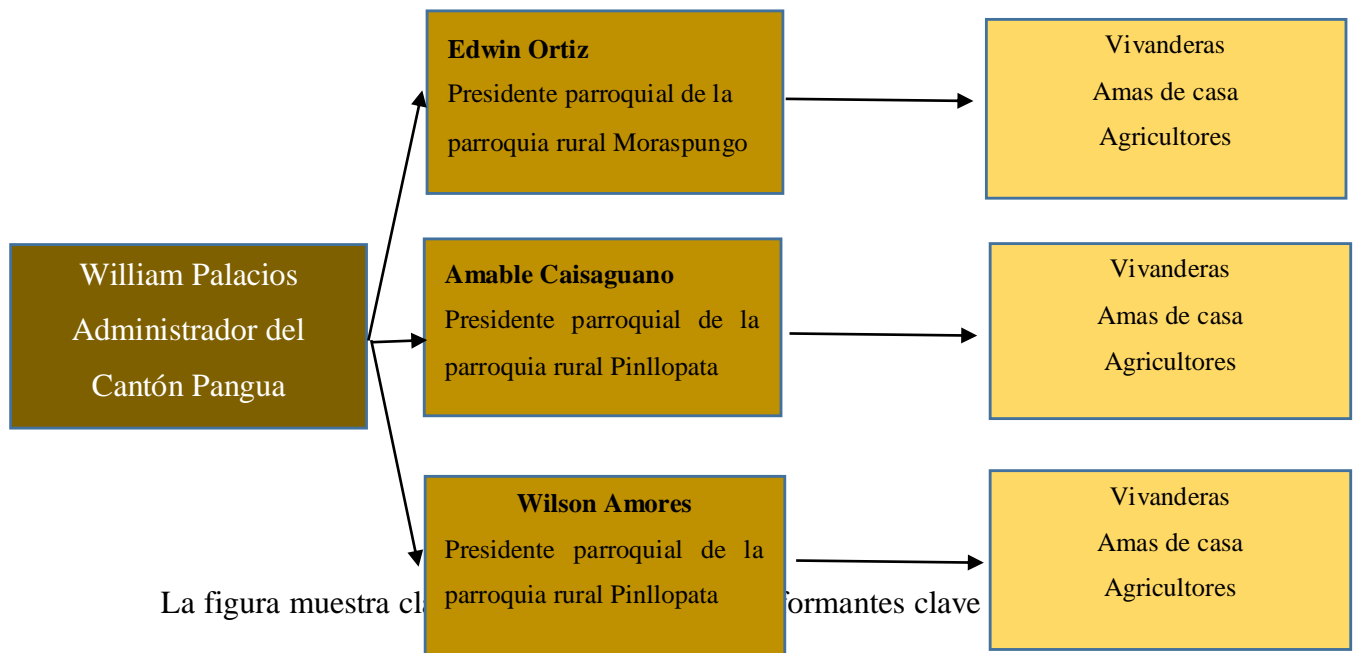 William Palacios
Administrador del
Cantón Pangua
Edwin Ortiz
Presidente parroquial de la
parroquia rural Moraspungo
Vivanderas
Amas de casa
Agricultores
Amable Caisaguano
Presidente parroquial de la
parroquia rural Pinllopata
Vivanderas
Amas de casa
Agricultores
Wilson Amores
Presidente parroquial de la
parroquia rural Pinllopata
Vivanderas
Amas de casa
Agricultores
La figura muestra formantes clave